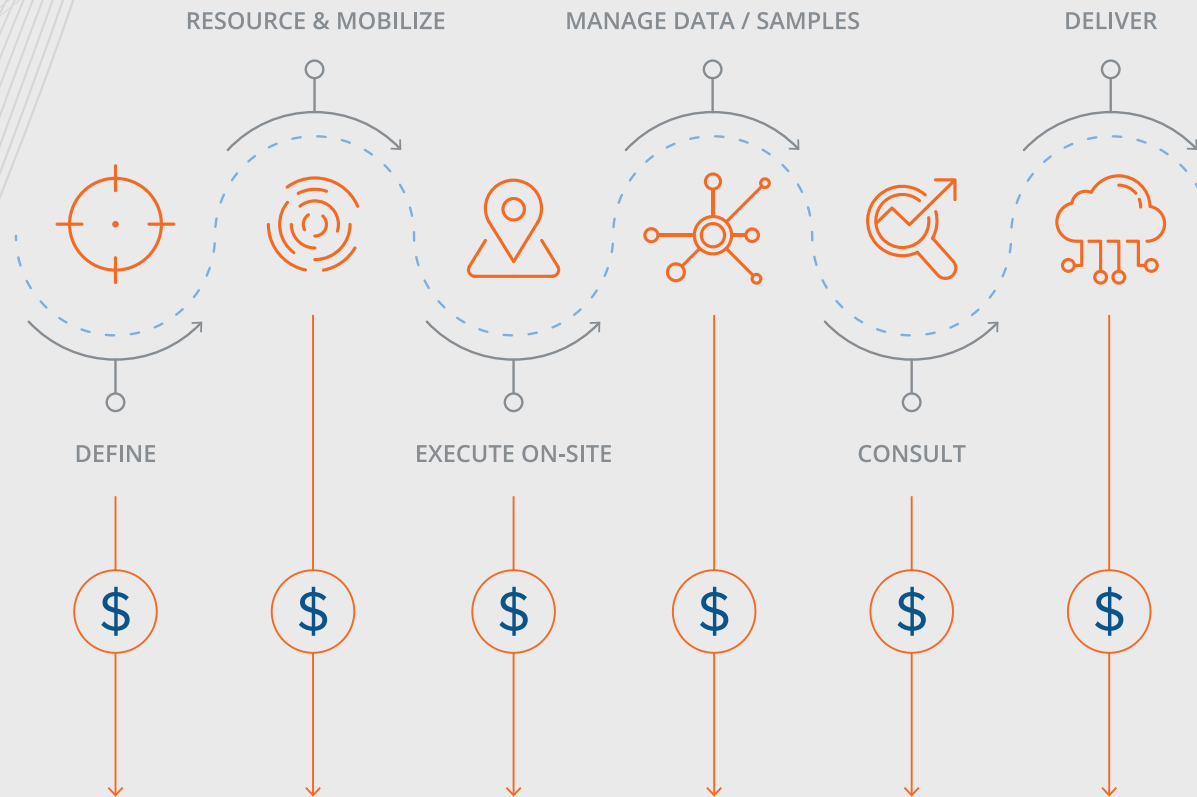 RESOURCE & MOBILIZE
MANAGE DATA / SAMPLES
DELIVER
DEFINE
EXECUTE ON-SITE
CONSULT
$
$
$
$
$
$